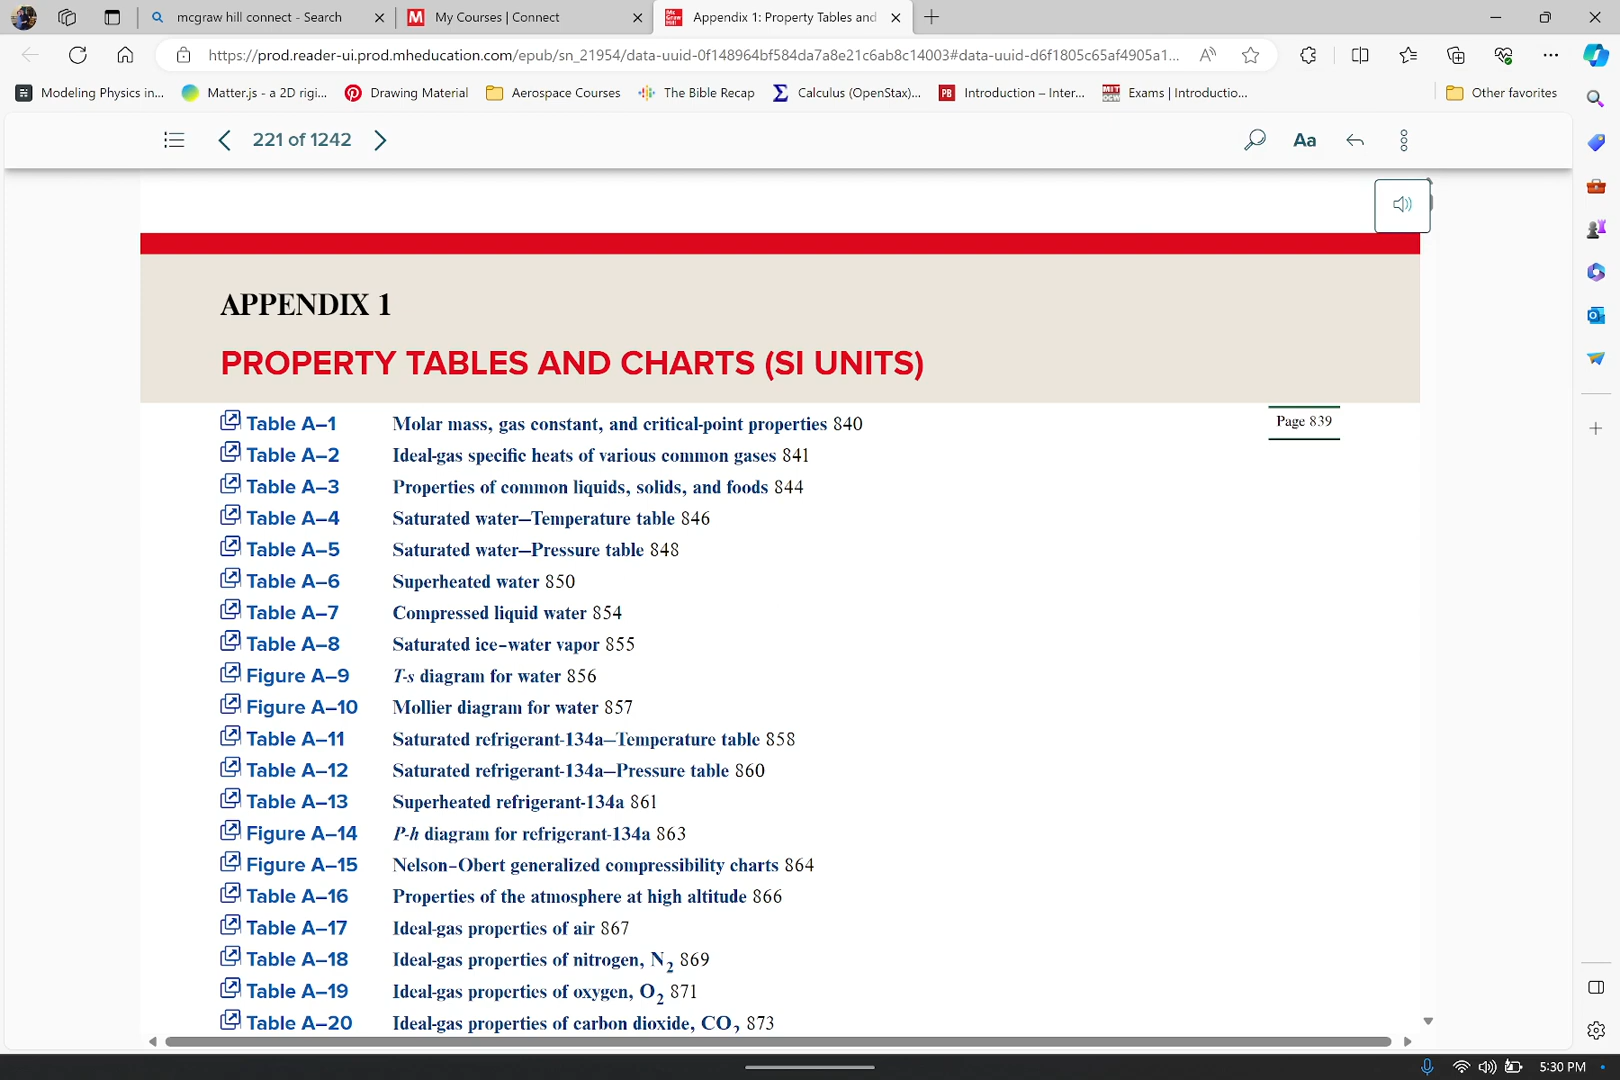 mcgraw hill connect - Search
My Courses | Connect
Appendix 1: Property Tables and
https://prod.reader-ui.prod.mheducation.com/epub/sn_21954/data-uuid-0f148964bf584da7a8e21c6ab8c14003#data-uuid-d6f1805c65af4905a1...
Modeling Physics in...
Matter.js - a 2D rigi...
Drawing Material
Aerospace Courses
The Bible Recap
Calculus (OpenStax)...
PB
Introduction – Inter...
Exams | Introductio...
Other favorites
221 of 1242
Aa
APPENDIX 1
PROPERTY TABLES AND CHARTS (SI UNITS)
Page 839
Table A–1 Molar mass, gas constant, and critical-point properties 840
Table A–2 Ideal-gas specific heats of various common gases 841
Table A–3 Properties of common liquids, solids, and foods 844
Table A–4 Saturated water—Temperature table 846
Table A–5 Saturated water—Pressure table 848
Table A–6 Superheated water 850
Table A–7 Compressed liquid water 854
Table A–8 Saturated ice–water vapor 855
Figure A–9 T-s diagram for water 856
Figure A–10 Mollier diagram for water 857
Table A–11 Saturated refrigerant-134a—Temperature table 858
Table A–12 Saturated refrigerant-134a—Pressure table 860
Table A–13 Superheated refrigerant-134a 861
Figure A–14 P-h diagram for refrigerant-134a 863
Figure A–15 Nelson–Obert generalized compressibility charts 864
Table A–16 Properties of the atmosphere at high altitude 866
Table A–17 Ideal-gas properties of air 867
Table A–18 Ideal-gas properties of nitrogen, N2 869
Table A–19 Ideal-gas properties of oxygen, O2 871
Table A–20 Ideal-gas properties of carbon dioxide, CO2 873
5:30 PM